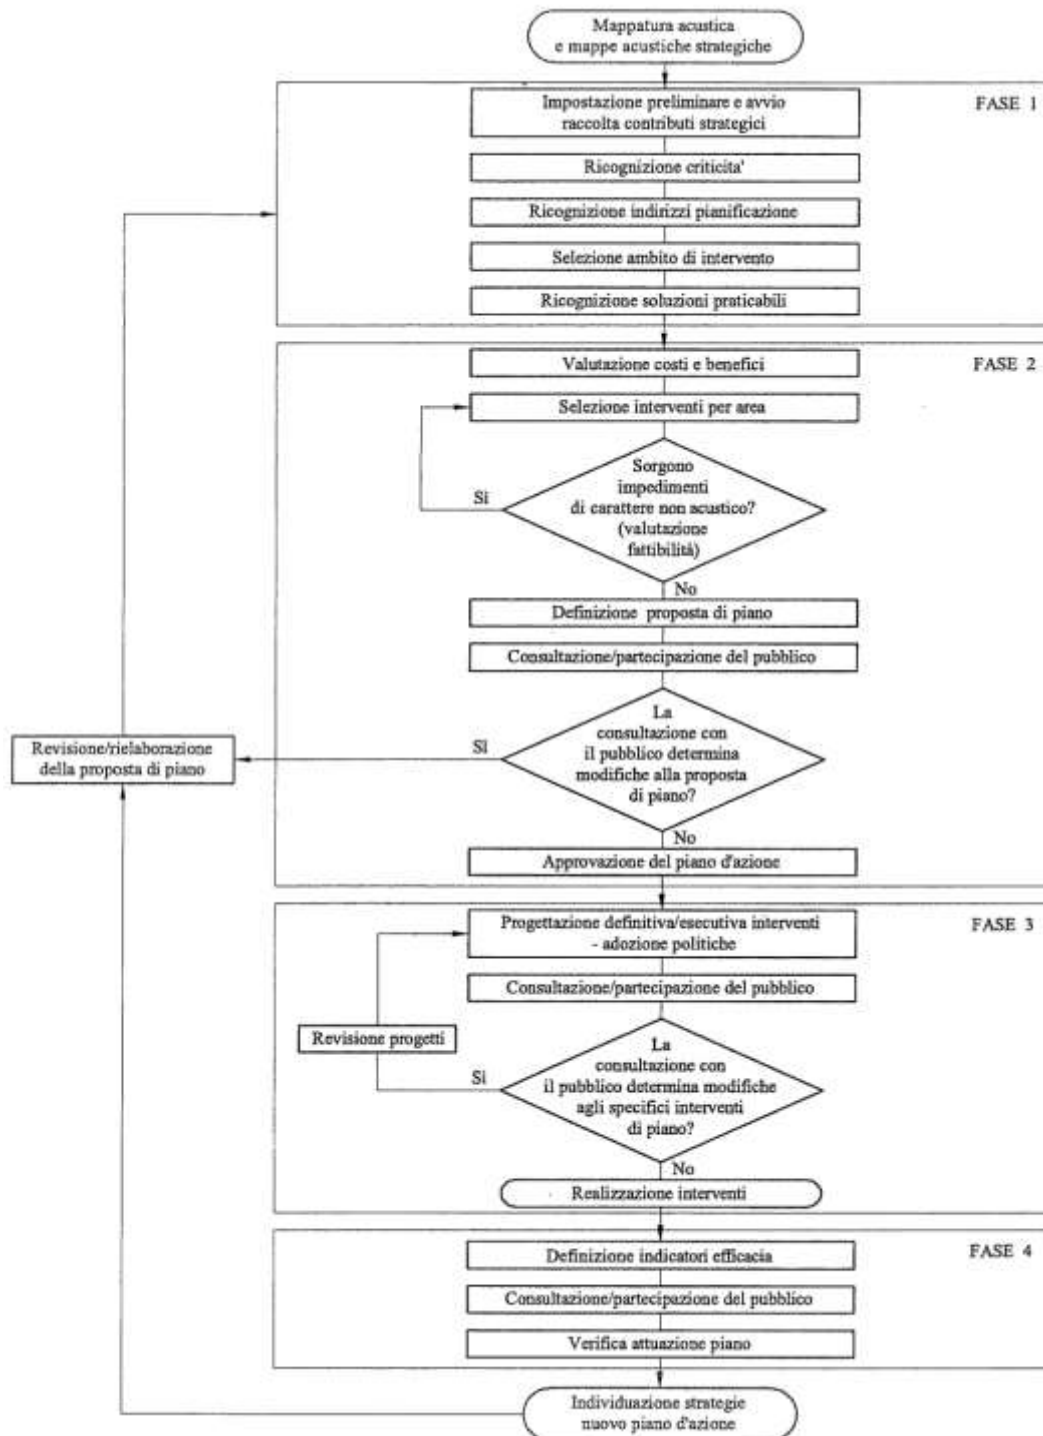 Mappatura acustica
e mappe acustiche strategiche
FASE 1
Impostazione preliminare e avvio
raccolta contributi strategici
Ricognizione criticita'
Ricognizione indirizzi pianificazione
Selezione ambito di intervento
Ricognizione soluzioni praticabili
FASE 2
Valutazione costi e benefici
Selezione interventi per area
Sorgono
impedimenti
di carattere non acustico?
(valutazione
fattibilità)
Si
No
Definizione proposta di piano
Consultazione/partecipazione del pubblico
La
consultazione con
il pubblico determina
modifiche alla proposta
di piano?
Si
Revisione/rielaborazione
della proposta di piano
No
Approvazione del piano d'azione
FASE 3
Progettazione definitiva/esecutiva interventi
- adozione politiche
Consultazione/partecipazione del pubblico
Revisione progetti
La
consultazione con
il pubblico determina modifiche
agli specifici interventi
di piano?
Si
No
Realizzazione interventi
FASE 4
Definizione indicatori efficacia
Consultazione/partecipazione del pubblico
Verifica attuazione piano
Individuazione strategie
nuovo piano d'azione